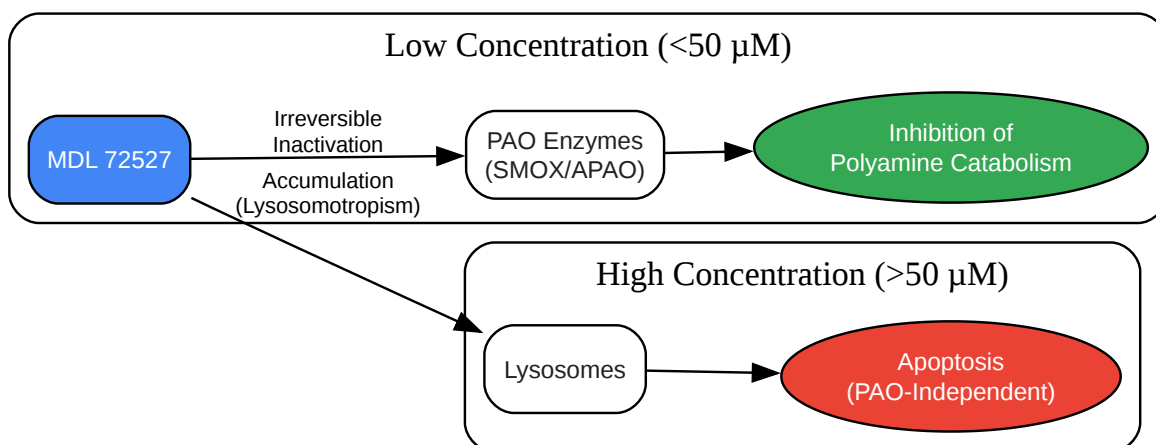 Low Concentration (<50 µM)
MDL 72527
Irreversible
Inactivation
PAO Enzymes
(SMOX/APAO)
Inhibition of
Polyamine Catabolism
Accumulation
(Lysosomotropism)
High Concentration (>50 µM)
Lysosomes
Apoptosis
(PAO-Independent)